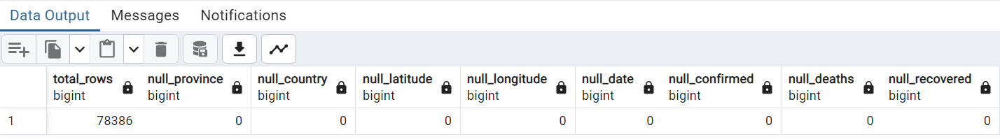 Data Output Messages Notifications
total_rows null_province null_country null_latitude null_longitude null_date null_confirmed null_deaths null_recovered
bigint bigint bigint bigint bigint bigint bigint bigint bigint
1 78386 0 0 0 0 0 0 0 0